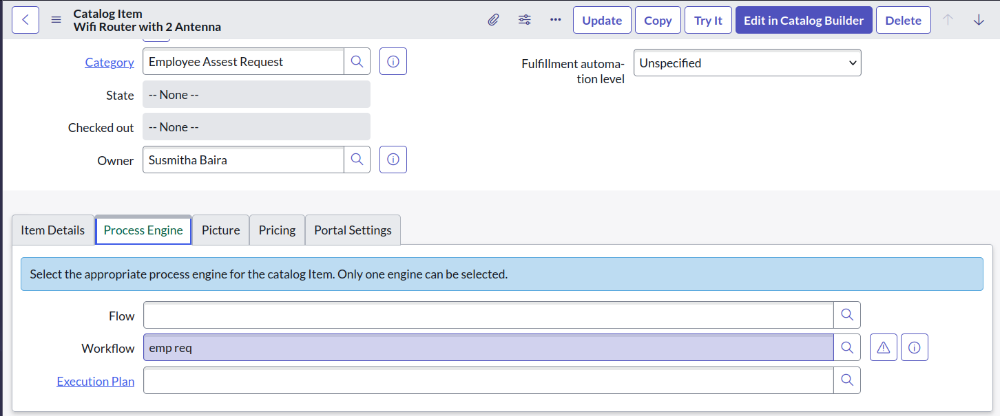 Catalog Item
Wifi Router with 2 Antenna
Update
Copy
Try It
Edit in Catalog Builder
Delete
Category
Employee Assest Request
Fulfillment automa-
tion level
Unspecified
State
-- None --
Checked out
-- None --
Owner
Susmitha Baira
Item Details
Process Engine
Picture
Pricing
Portal Settings
Select the appropriate process engine for the catalog Item. Only one engine can be selected.
Flow
Workflow
emp req
Execution Plan